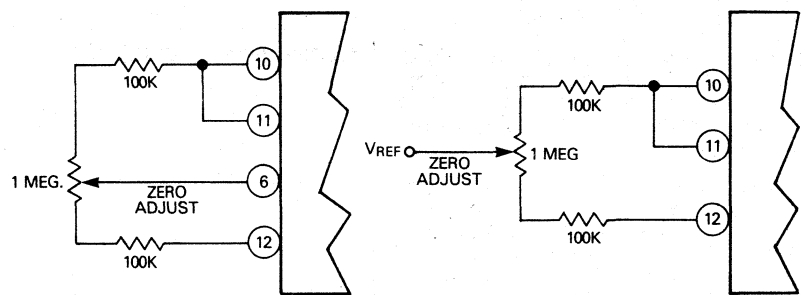 100K
10
11
1 MEG.
ZERO
ADJUST
6
100K
12
VREF
ZERO
ADJUST
100K
10
11
1 MEG
100K
12